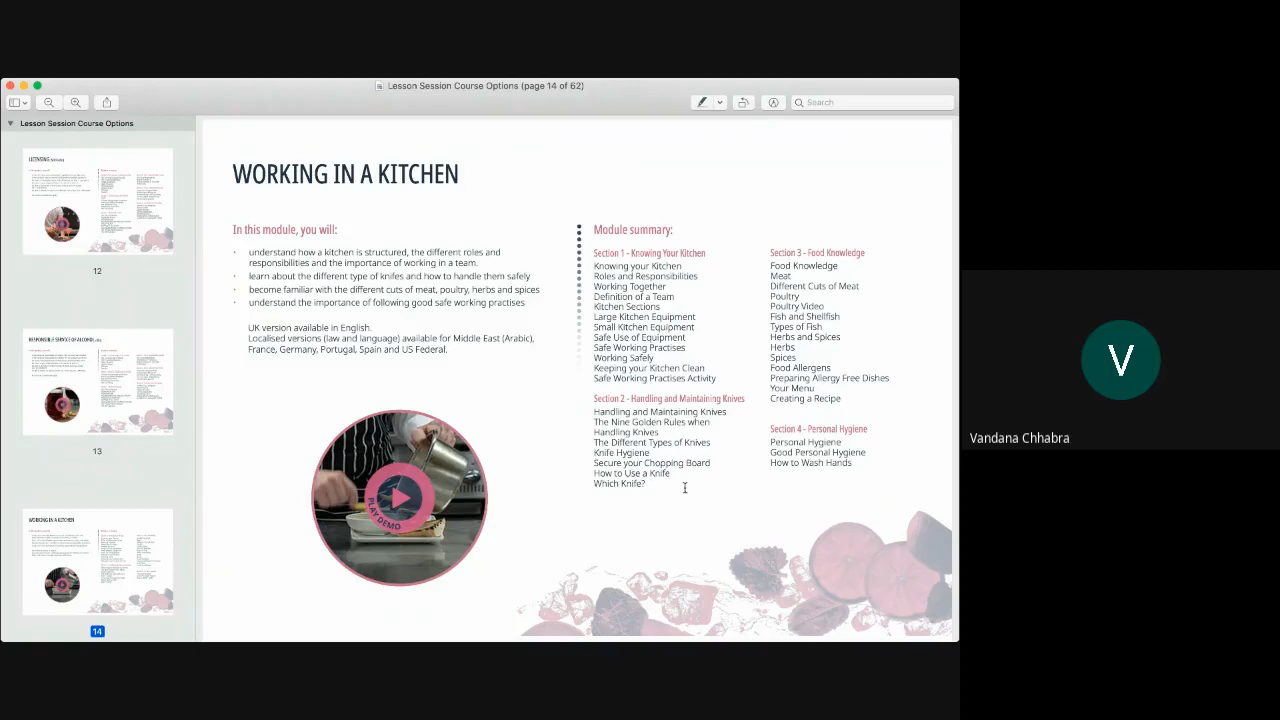 Lesson Session Course Options (page 14 of 62)
Search
Lesson Session Course Options
12
RESPONSIBLE SERVICE OF ALCOHOL
13
WORKING IN A KITCHEN
14
WORKING IN A KITCHEN
In this module, you will:
· understand how a kitchen is structured, the different roles and
responsibilities and the importance of working in a team.
· learn about the different type of knifes and how to handle them safely
· become familiar with the different cuts of meat, poultry, herbs and spices
· understand the importance of following good safe working practises
UK version available in English.
Localised versions (law and language) available for Middle East (Arabic),
France, Germany, Portugal, Spain and US Federal.
PLAY DEMO
Module summary:
Section 1 - Knowing Your Kitchen
Knowing your Kitchen
Roles and Responsibilities
Working Together
Definition of a Team
Kitchen Sections
Large Kitchen Equipment
Small Kitchen Equipment
Safe Use of Equipment
Safe Working Practises
Working Safely
Keeping your Kitchen Clean
Safe Working Practises Activity
Section 2 - Handling and Maintaining Knives
Handling and Maintaining Knives
The Nine Golden Rules when
Handling Knives
The Different Types of Knives
Knife Hygiene
Secure your Chopping Board
How to Use a Knife
Which Knife?
Section 3 - Food Knowledge
Food Knowledge
Meat
Different Cuts of Meat
Poultry
Poultry Video
Fish and Shellfish
Types of Fish
Herbs and Spices
Herbs
Spices
Food Allergens
Preparing Allergy Free Dishes
Your Menu
Creating a Recipe
Section 4 - Personal Hygiene
Personal Hygiene
Good Personal Hygiene
How to Wash Hands
V
Vandana Chhabra